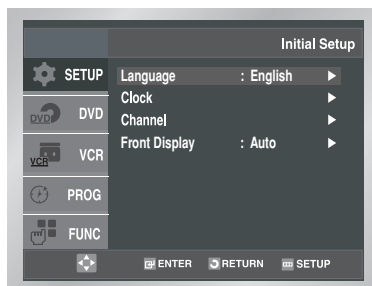 Initial Setup
SETUP
Language : English
Clock
DVD DVD
Channel
Front Display : Auto
VCR VCR
PROG
FUNC
ENTER RETURN SETUP